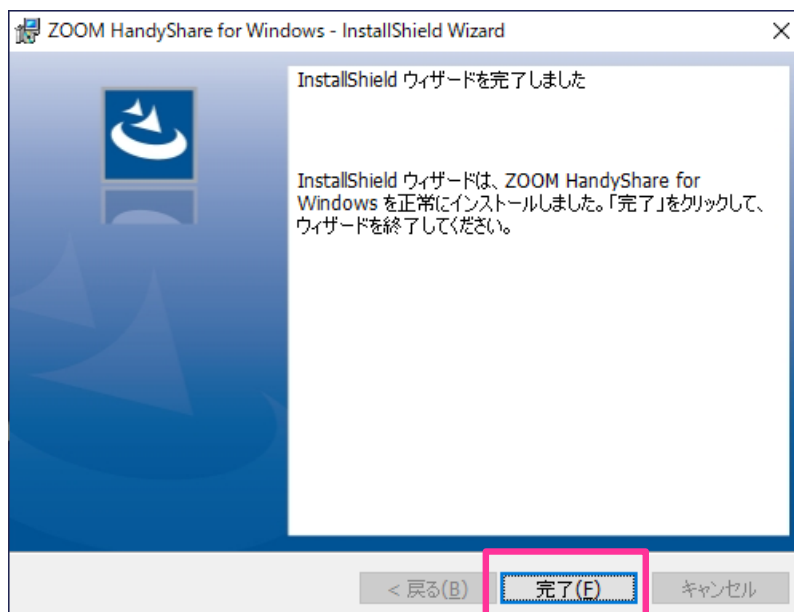 ZOOM HandyShare for Windows - InstallShield Wizard
InstallShield ウィザードを完了しました
InstallShield ウィザードは、ZOOM HandyShare for
Windows を正常にインストールしました。「完了」をクリックして、
ウィザードを終了してください。
< 戻る(B)
完了(F)
キャンセル